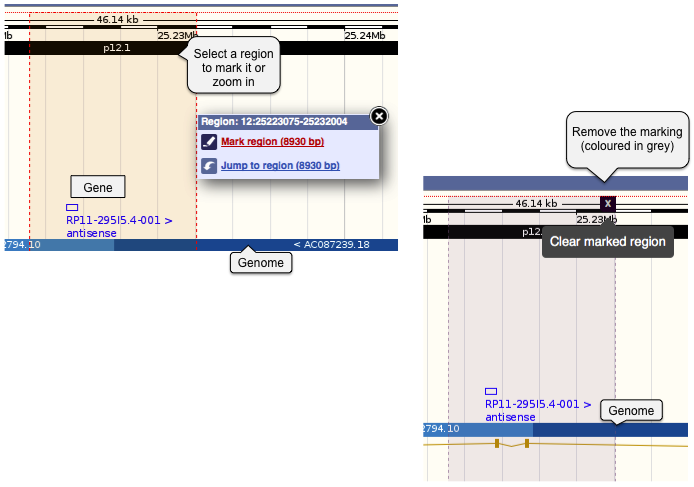 46.14 kb
Mb
25.23Mb
25.24Mb
p12.1
Select a region
to mark it or
zoom in
Region: 12:25223075-25232004
X
Mark region (8930 bp)
Jump to region (8930 bp)
Gene
RP11-295I5.4-001 >
antisense
2794.10
< AC087239.18
Genome
Remove the marking
(coloured in grey)
46.14 kb
x
Mb
25.23Mb
p12.
Clear marked region
RP11-295I5.4-001 >
antisense
Genome
2794.10